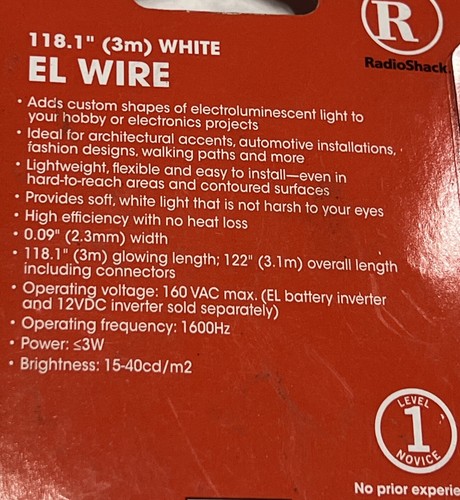 118.1" (3m) WHITE
EL WIRE
R
RadioShack.
• Adds custom shapes of electroluminescent light to
your hobby or electronics projects
• Ideal for architectural accents, automotive installations,
fashion designs, walking paths and more
• Lightweight, flexible and easy to install—even in
hard-to-reach areas and contoured surfaces
• Provides soft, white light that is not harsh to your eyes
• High efficiency with no heat loss
• 0.09" (2.3mm) width
• 118.1" (3m) glowing length; 122" (3.1m) overall length
including connectors
• Operating voltage: 160 VAC max. (EL battery inverter
and 12VDC inverter sold separately)
• Operating frequency: 1600Hz
• Power: ≤3W
• Brightness: 15-40cd/m2
LEVEL
1
NOVICE
No prior experie